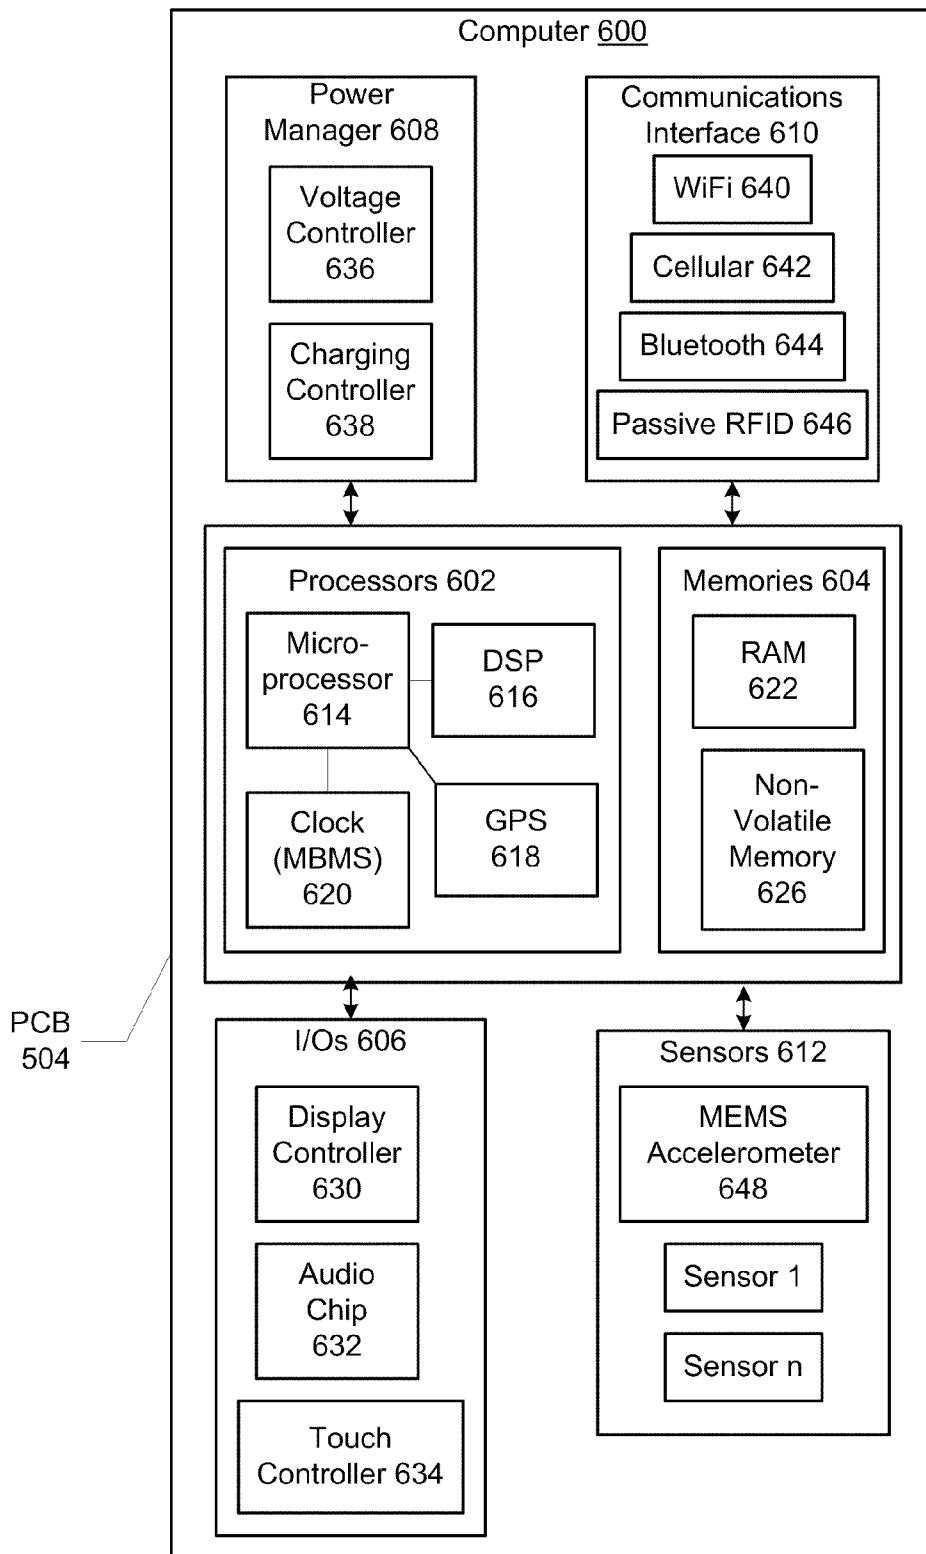 Computer 600
Power
Manager 608
Voltage
Controller
636
Charging
Controller
638
Communications
Interface 610
WiFi 640
Cellular 642
Bluetooth 644
Passive RFID 646
Processors 602
Micro-
processor
614
DSP
616
Clock
(MBMS)
620
GPS
618
Memories 604
RAM
622
Non-
Volatile
Memory
626
PCB
504
I/Os 606
Display
Controller
630
Audio
Chip
632
Touch
Controller 634
Sensors 612
MEMS
Accelerometer
648
Sensor 1
Sensor n